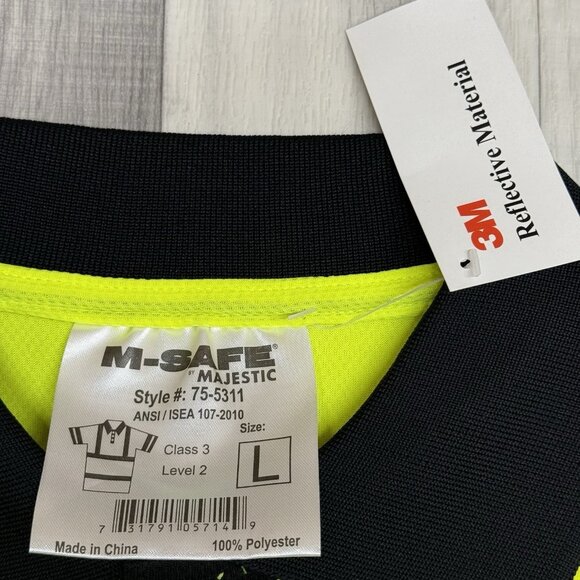 3M
Reflective Material
M-SAFE®
BY MAJESTIC
Style #: 75-5311
ANSI / ISEA 107-2010
Size:
Class 3
Level 2
L
7 31791 05714 9
Made in China
100% Polyester